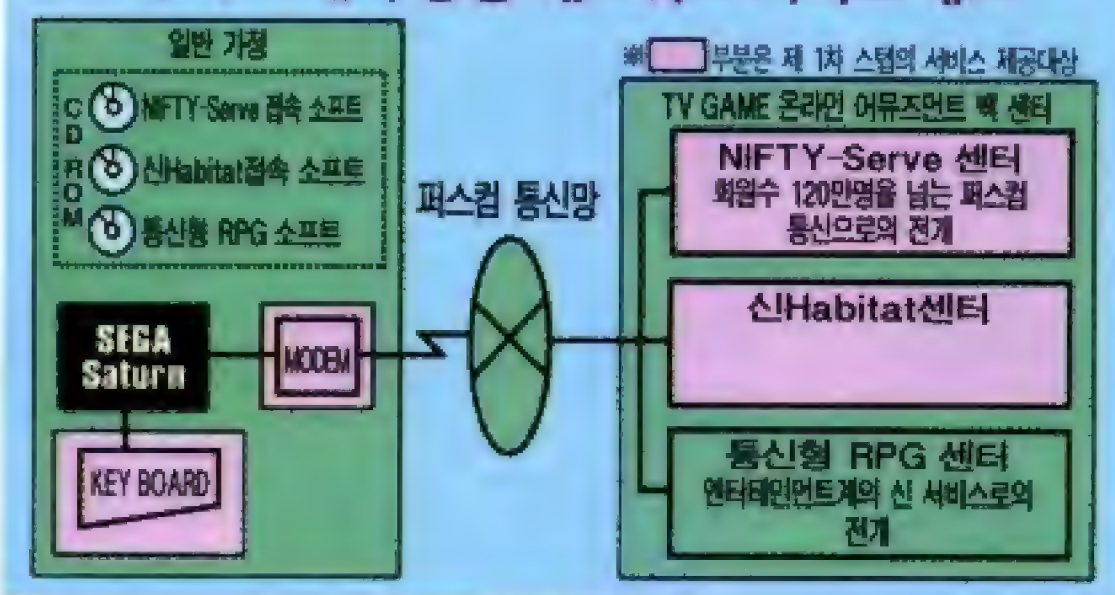 일반 가정
CD ROM
NIFTY-Serve 접속 소프트
신Habitat접속 소프트
통신형 RPG 소프트
SEGA
Saturn
MODEM
KEY BOARD
퍼스컴 통신망
※ 부분은 제 1차 스텝의 서비스 제공대상
TV GAME 온라인 어뮤즈먼트 센터
NIFTY-Serve 센터
회원수 120만명을 넘는 퍼스컴
통신으로의 전개
신Habitat센터
통신형 RPG 센터
엔터테인먼트계의 신 서비스로의
전개